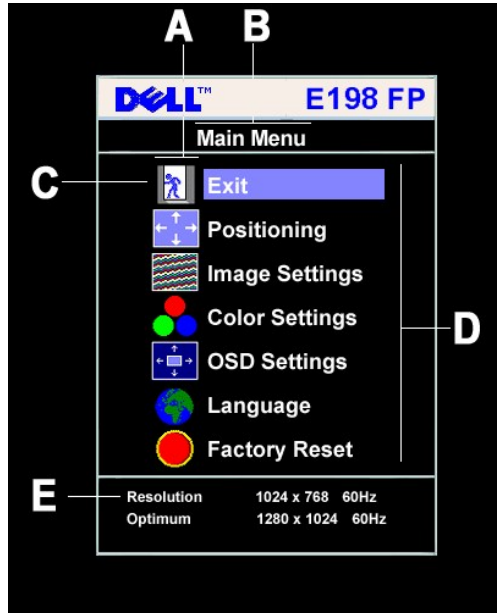 A B
DELL™ E198 FP
Main Menu
C
Exit
Positioning
Image Settings
Color Settings
D
OSD Settings
Language
Factory Reset
E
Resolution 1024 x 768 60Hz
Optimum 1280 x 1024 60Hz